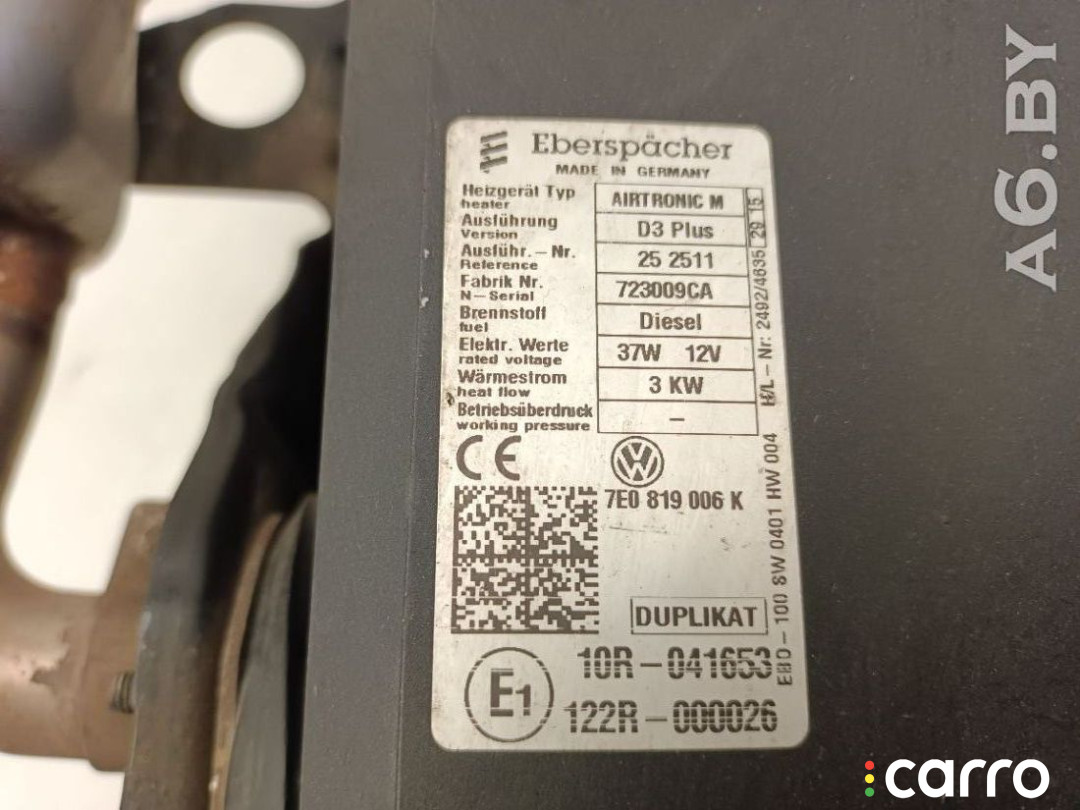 Eberspächer
MADE IN GERMANY
Heizgerät Typ
heater
AIRTRONIC M
Ausführung
Version
D3 Plus
Ausführ.-Nr.
Reference
25 2511
Fabrik Nr.
N-Serial
723009CA
Brennstoff
fuel
Diesel
Elektr. Werte
rated voltage
37W 12V
Wärmestrom
heat flow
3 KW
Betriebsüberdruck
working pressure
-
CE
VW
7E0 819 006 K
DUPLIKAT
E1
10R-041653
122R-000026
EBD-100 8W 0401 HW 004 H/L-Nr: 2492/4635 29 15
A6.BY
carro